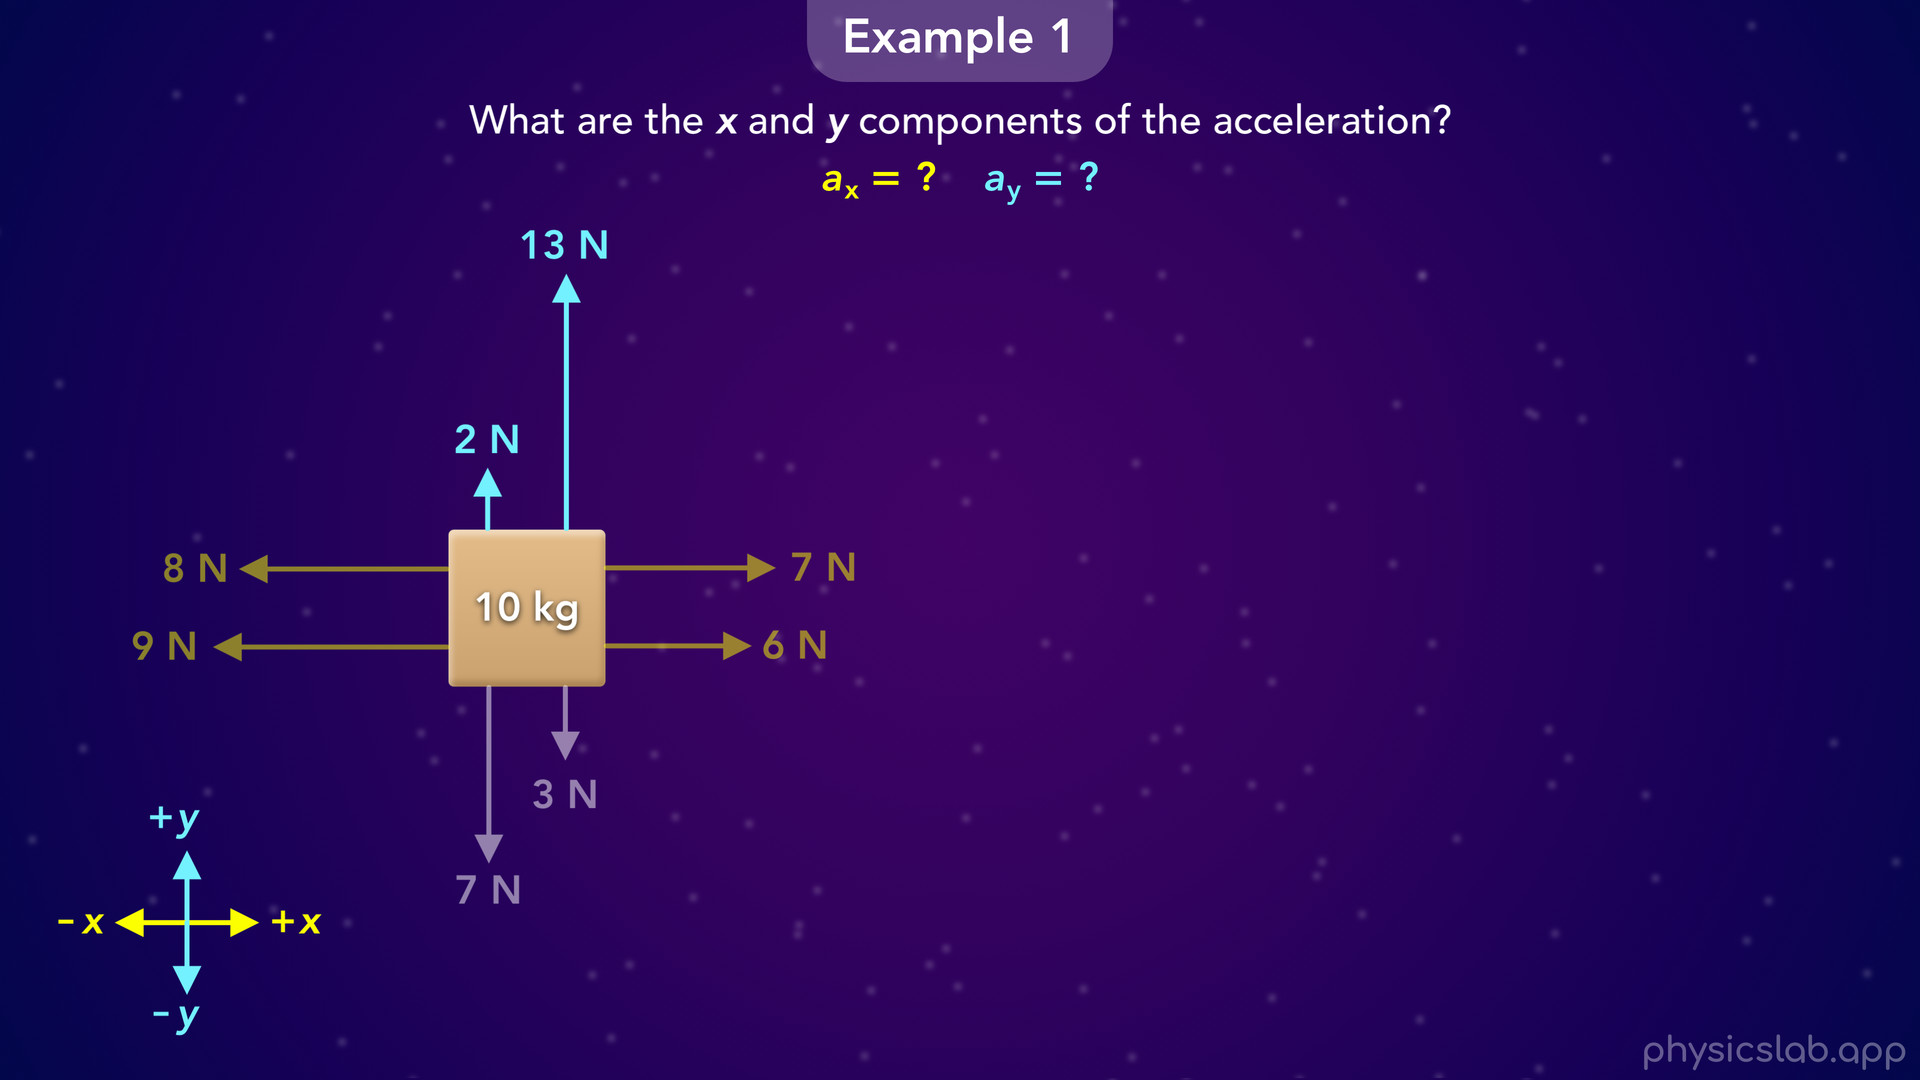 Example 1
What are the x and y components of the acceleration?
aₓ = ? a_y = ?
13 N
2 N
8 N
7 N
10 kg
9 N
6 N
3 N
7 N
+y
-x
+x
-y
physicslab.app